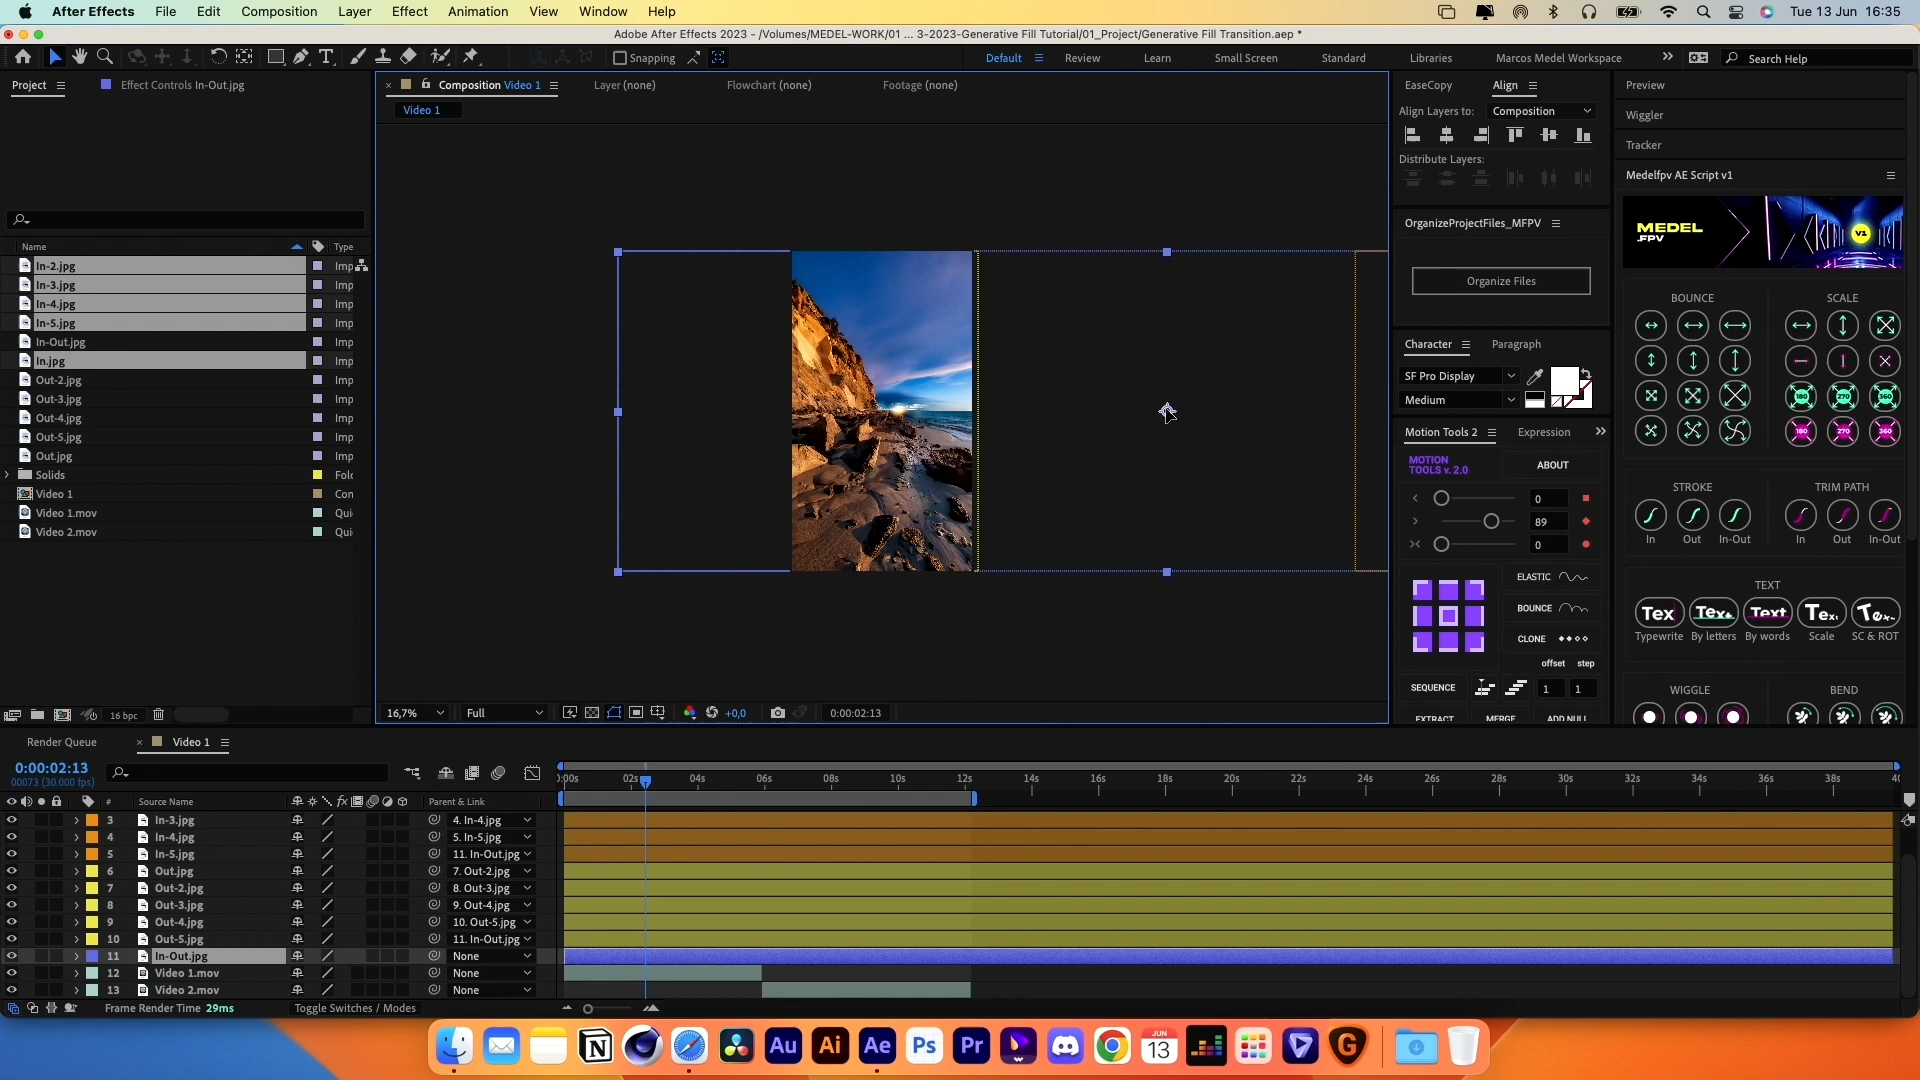 After Effects File Edit Composition Layer Effect Animation View Window Help Tue 13 Jun 16:35
Adobe After Effects 2023 - /Volumes/MEDEL-WORK/01 ... 3-2023-Generative Fill Tutorial/01_Project/Generative Fill Transition.aep *
Snapping Default Review Learn Small Screen Standard Libraries Marcos Medel Workspace Search Help
Project Effect Controls In-Out.jpg
Composition Video 1 Layer (none) Flowchart (none) Footage (none)
Video 1
Name Type
In-2.jpg Imp
In-3.jpg Imp
In-4.jpg Imp
In-5.jpg Imp
In-Out.jpg Imp
In.jpg Imp
Out-2.jpg Imp
Out-3.jpg Imp
Out-4.jpg Imp
Out-5.jpg Imp
Out.jpg Imp
Solids Fold
Video 1 Con
Video 1.mov Qui
Video 2.mov Qui
16 bpc
16,7% Full +0,0 0:00:02:13
EaseCopy Align
Align Layers to: Composition
Distribute Layers:
OrganizeProjectFiles_MFPV
Organize Files
Character Paragraph
SF Pro Display
Medium
Motion Tools 2 Expression
MOTION
TOOLS v. 2.0
ABOUT
0
89
0
ELASTIC
BOUNCE
CLONE
offset step
SEQUENCE 1 1
EXTRACT MERGE ADD NULL
Preview
Wiggler
Tracker
Medelfpv AE Script v1
MEDEL
.FPV
V1
BOUNCE SCALE
180 270 360
180 270 360
STROKE TRIM PATH
In Out In-Out In Out In-Out
TEXT
Tex Text Text Tex Tex
Typewrite By letters By words Scale SC & ROT
WIGGLE BEND
Render Queue Video 1
0:00:02:13
00073 (30.000 fps)
:00s 02s 04s 06s 08s 10s 12s 14s 16s 18s 20s 22s 24s 26s 28s 30s 32s 34s 36s 38s 40
# Source Name fx Parent & Link
3 In-3.jpg 4. In-4.jpg
4 In-4.jpg 5. In-5.jpg
5 In-5.jpg 11. In-Out.jpg
6 Out.jpg 7. Out-2.jpg
7 Out-2.jpg 8. Out-3.jpg
8 Out-3.jpg 9. Out-4.jpg
9 Out-4.jpg 10. Out-5.jpg
10 Out-5.jpg 11. In-Out.jpg
11 In-Out.jpg None
12 Video 1.mov None
13 Video 2.mov None
Frame Render Time 29ms Toggle Switches / Modes
Au Ai Ae Ps Pr JUN 13 G